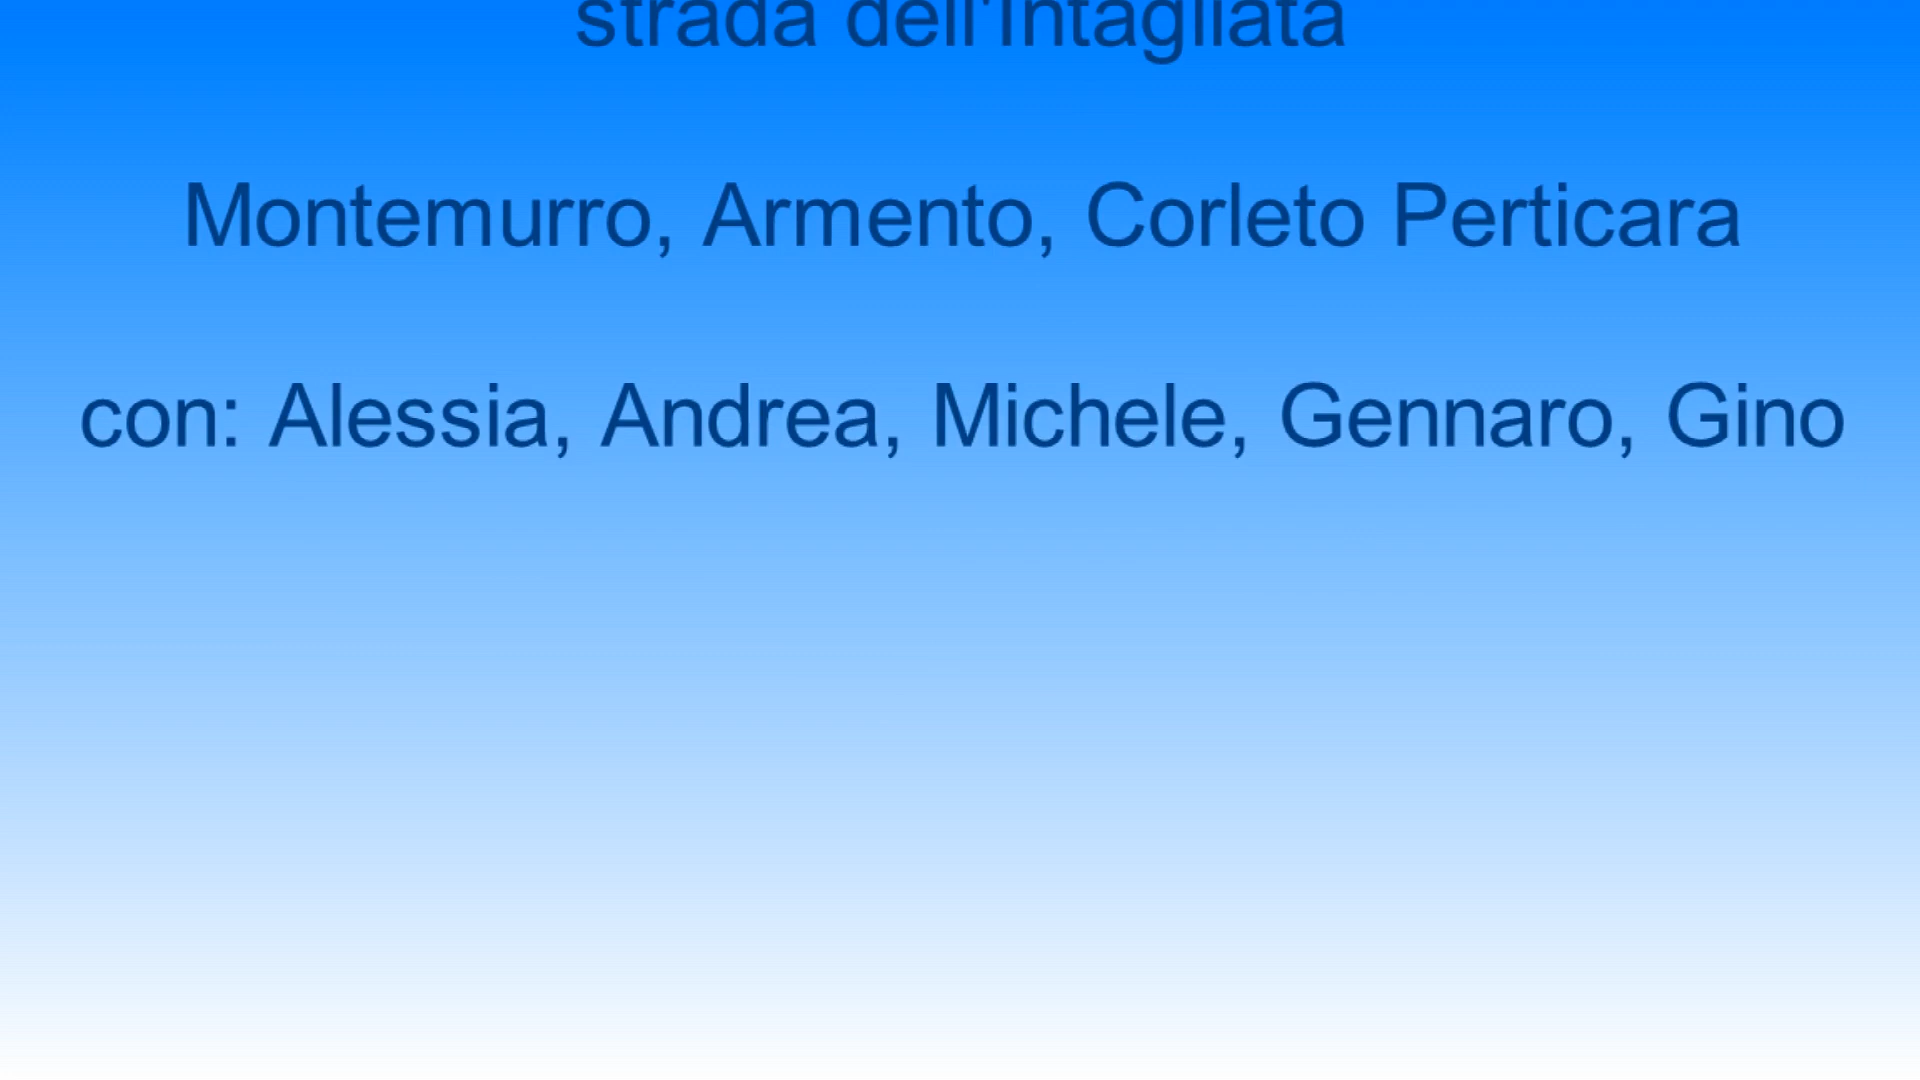 strada dell'Intagliata
Montemurro, Armento, Corleto Perticara
con: Alessia, Andrea, Michele, Gennaro, Gino